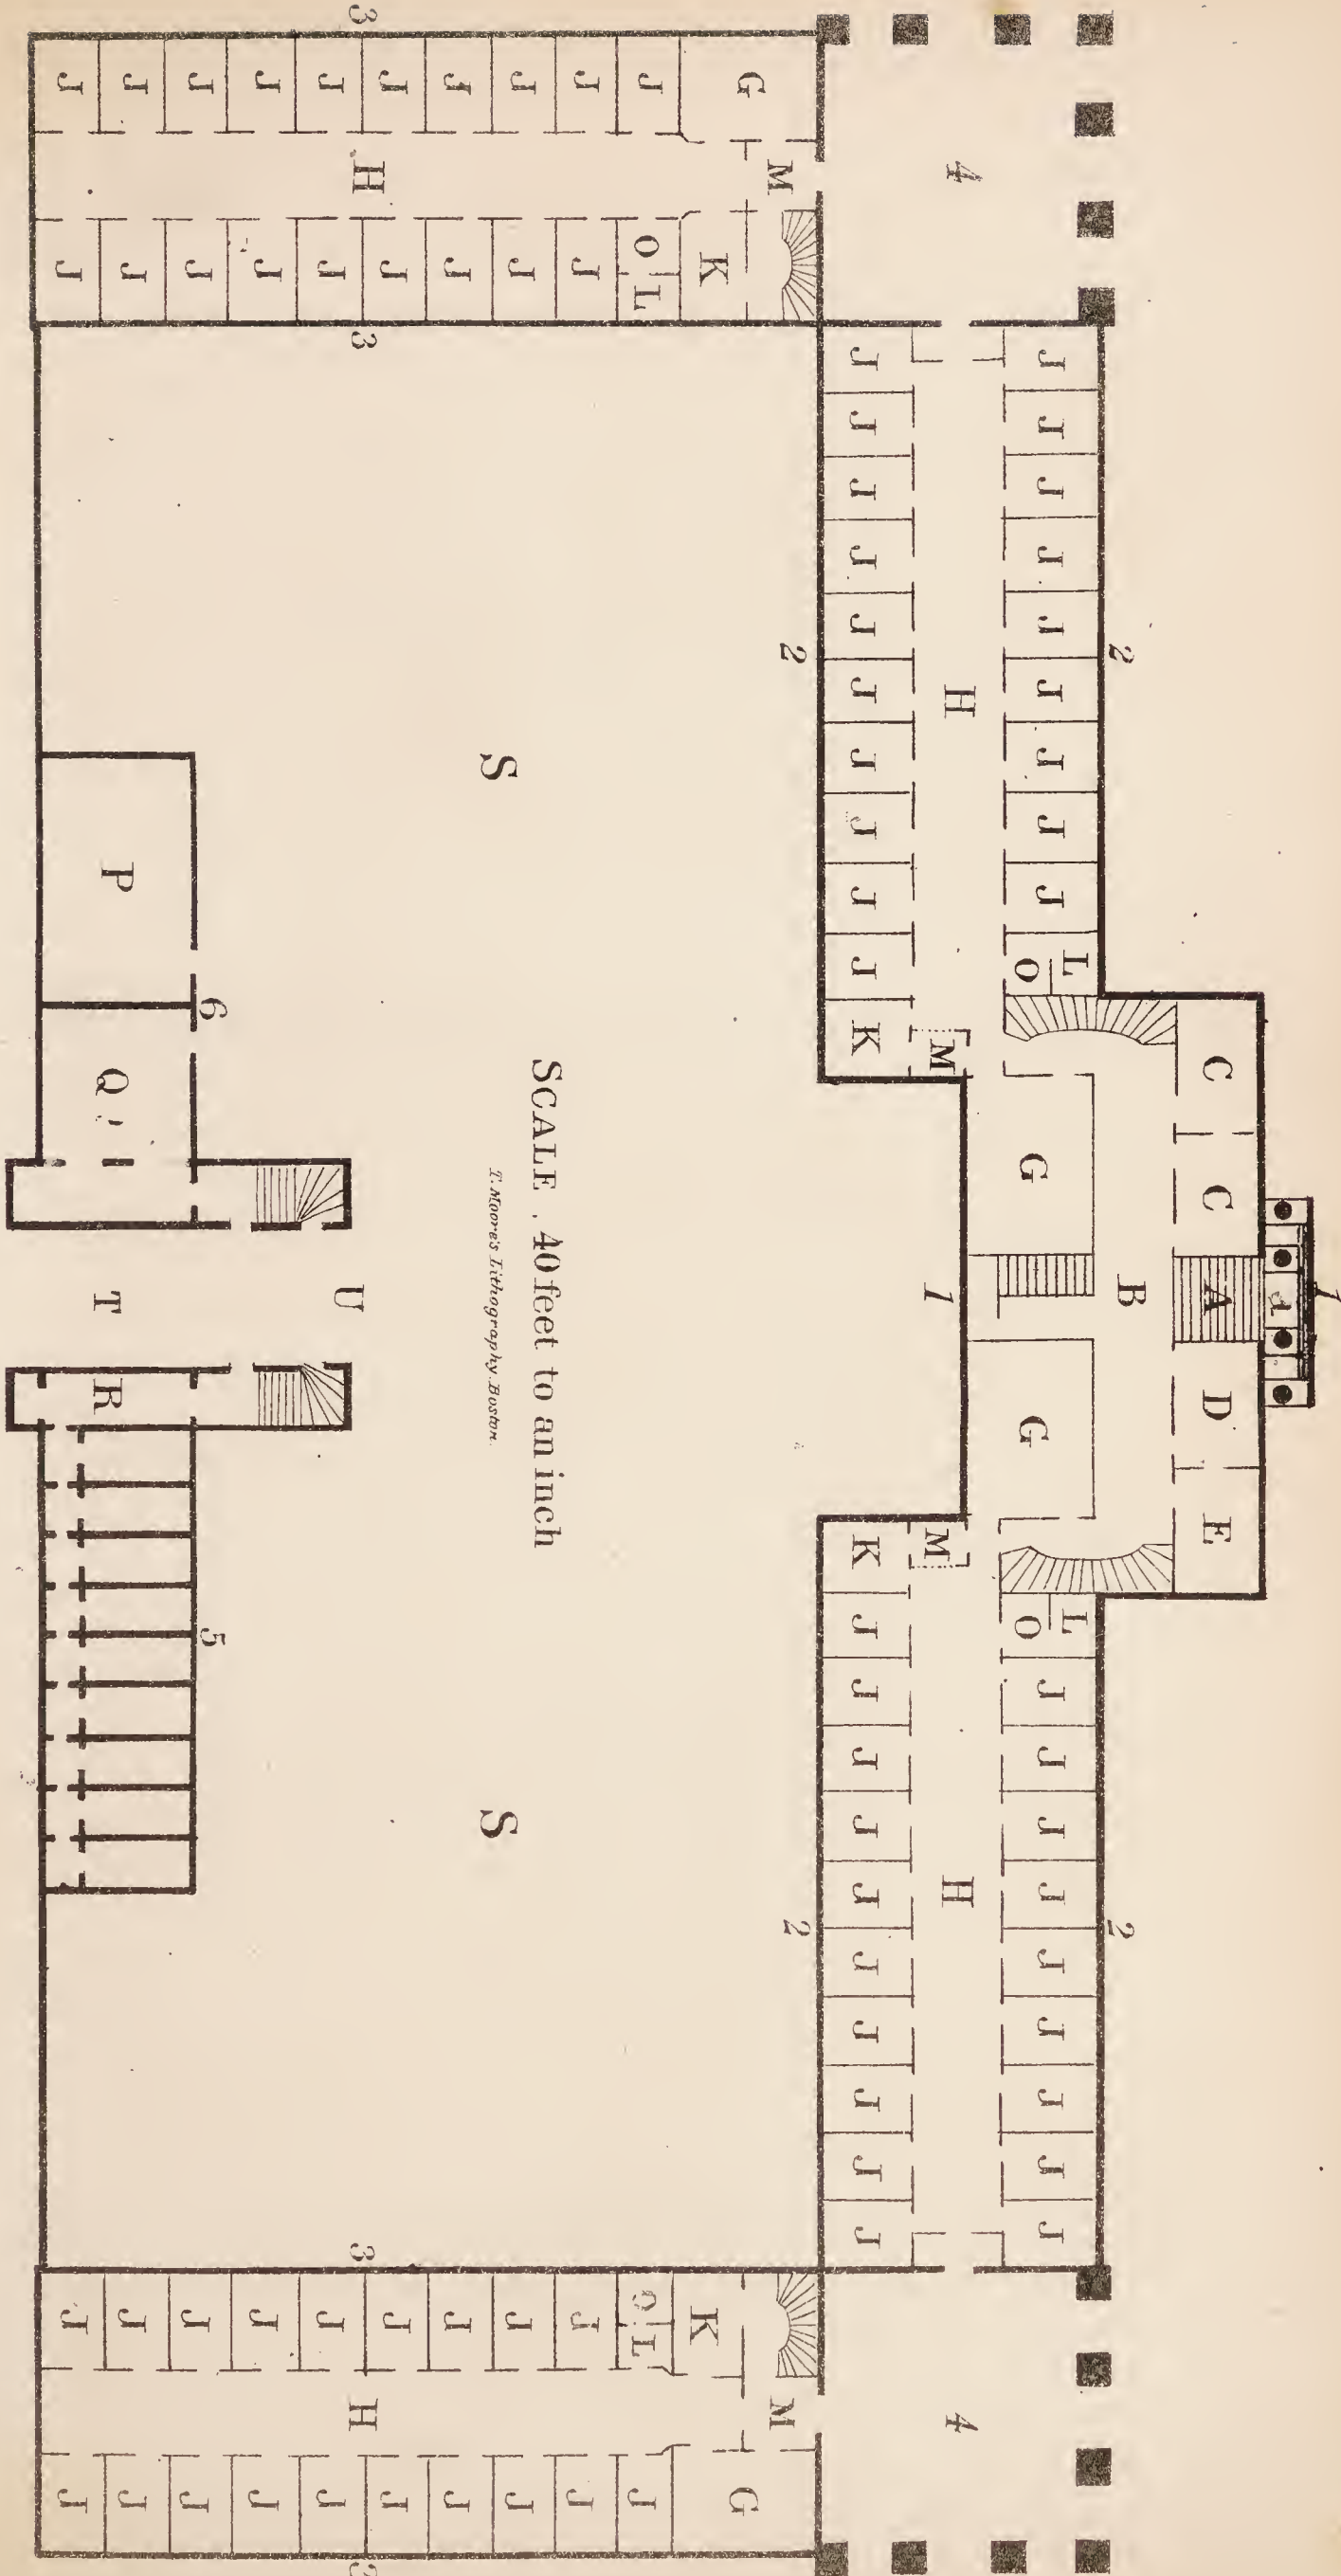 1
C C A D E
B
2 2
L L
J J J J J J J J J J J J J J J J J J
O G G O
4 H H 4
M 1 M
J J J J J J J J J J K K J J J J J J J J J J
2 2
M M
G K K G
J O L O L J
J J J J
SCALE, 40 feet to an inch
J J J J
S S
T. Moore's Lithography. Boston.
J J J J
J J J J
3 H 3 3 H 3
U
J J J J
J J J J
6 5
J J J J
J J J J
P Q T R
J J J J